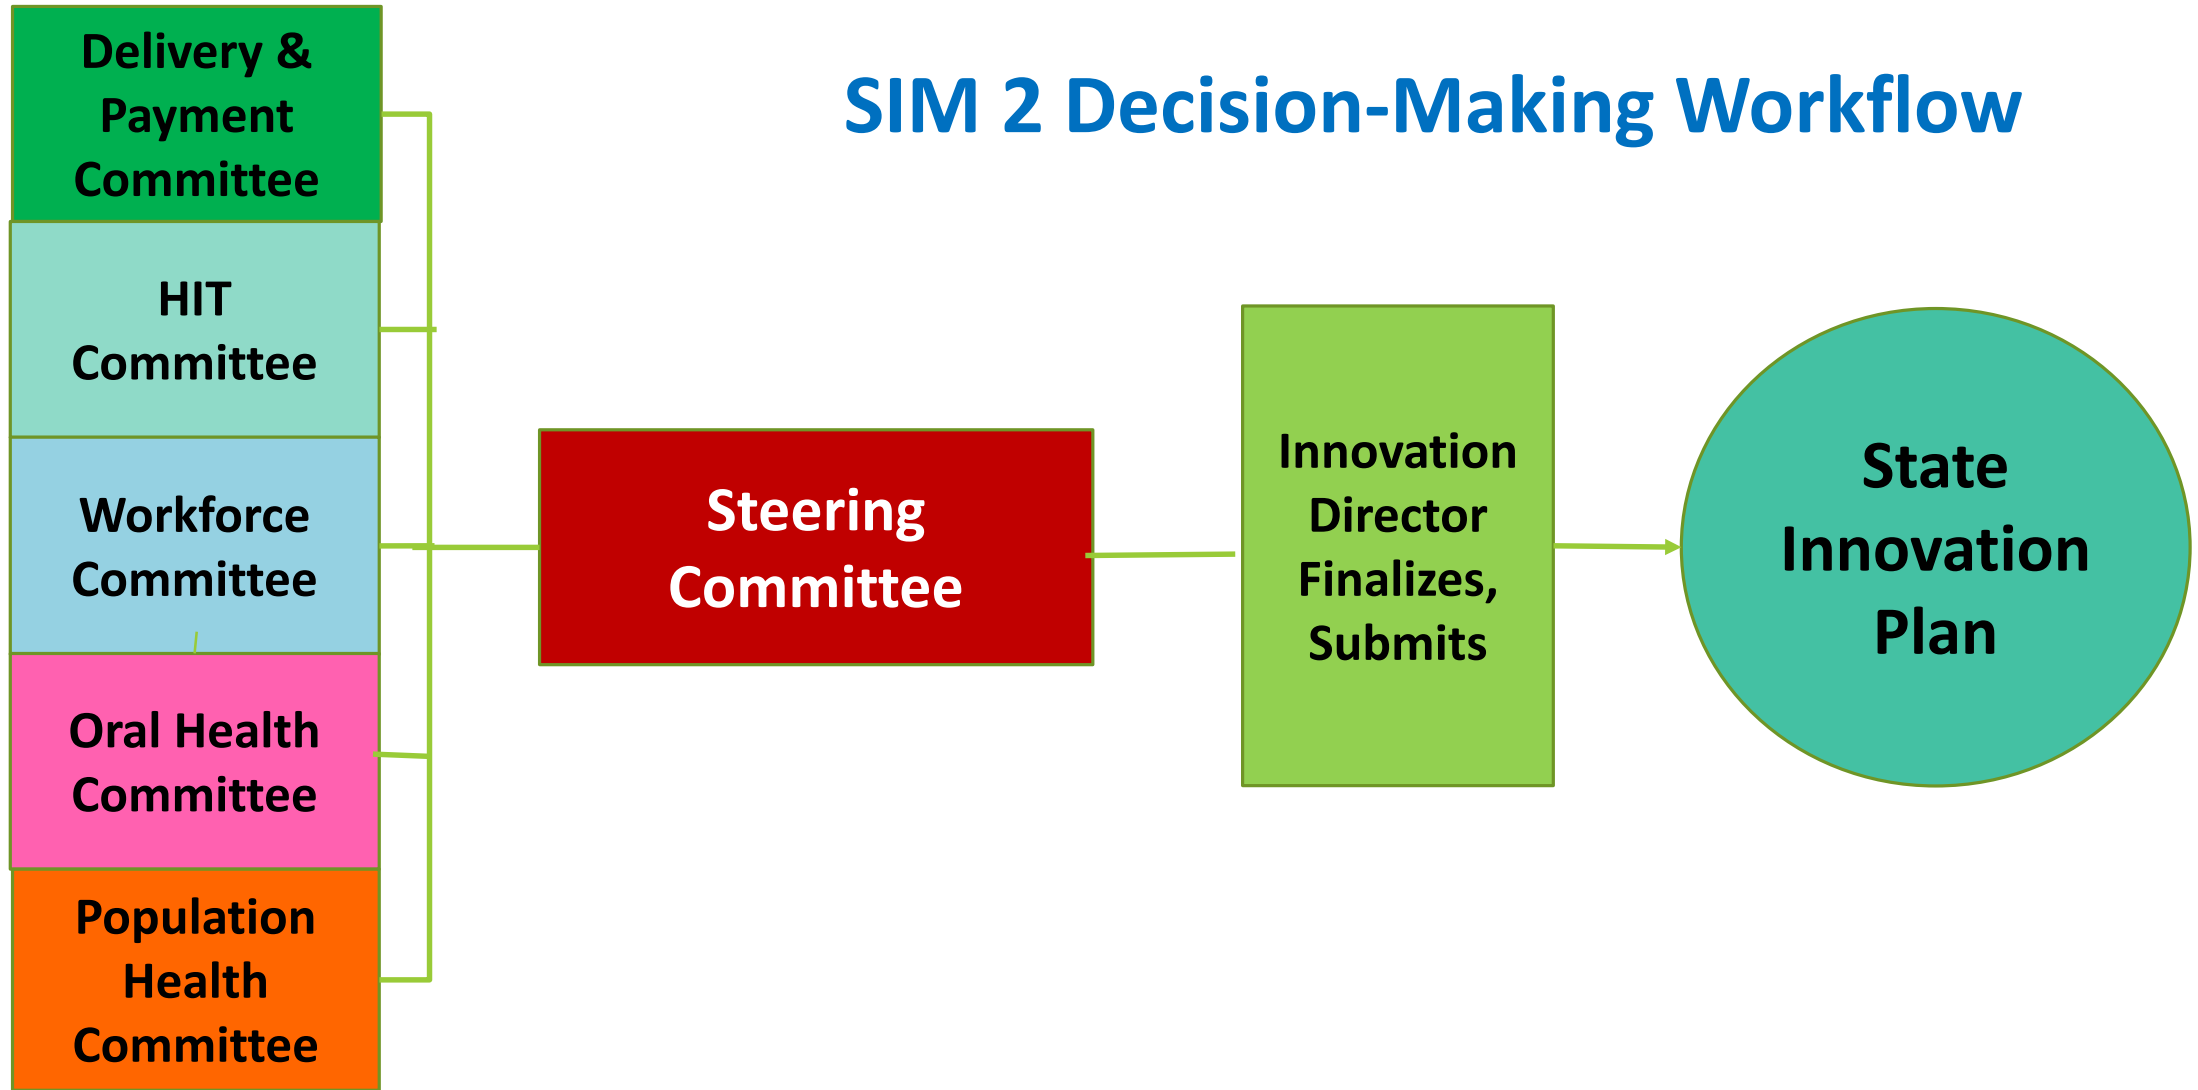 Delivery &
Payment
Committee
SIM 2 Decision-Making Workflow
HIT
Committee
Workforce
Committee
Oral Health
Committee
Population
Health
Committee
Steering
Committee
Innovation
Director
Finalizes,
Submits
State
Innovation
Plan